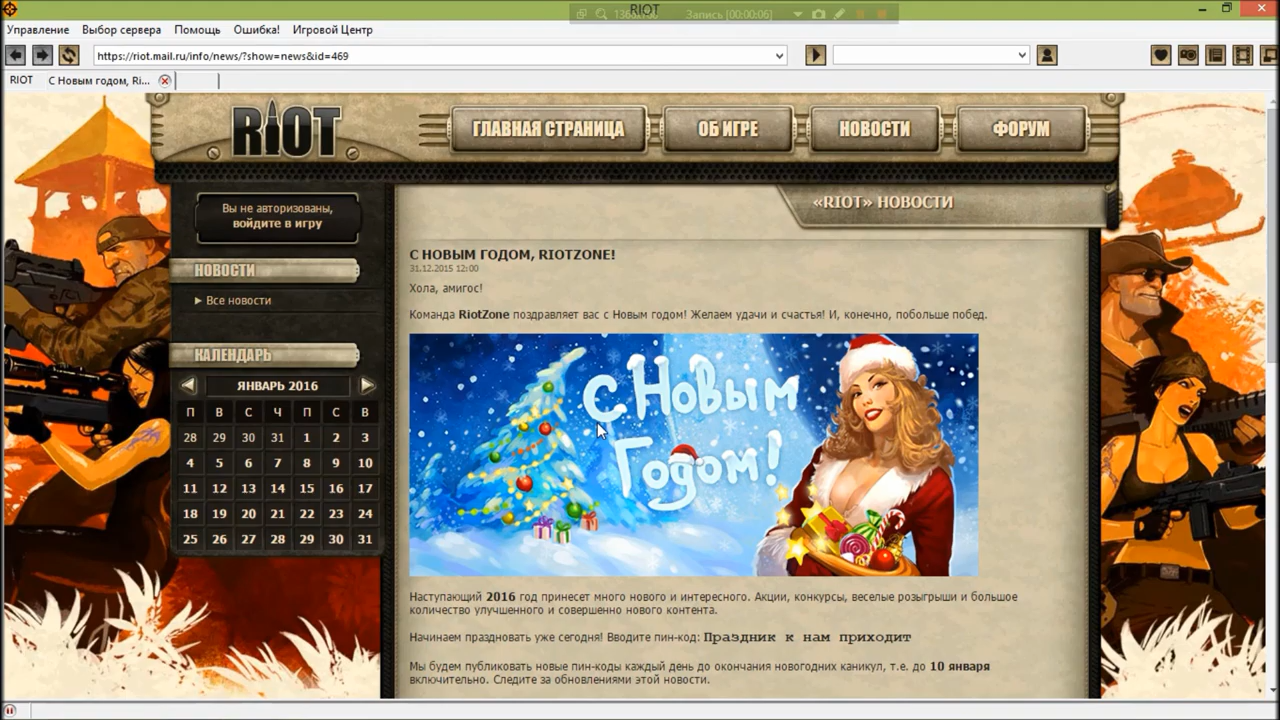 RIOT
Запись [00:00:06]
Управление Выбор сервера Помощь Ошибка! Игровой Центр
https://riot.mail.ru/info/news/?show=news&id=469
RIOT С Новым годом, Ri...
RIOT
ГЛАВНАЯ СТРАНИЦА ОБ ИГРЕ НОВОСТИ ФОРУМ
Вы не авторизованы,
войдите в игру
НОВОСТИ
Все новости
КАЛЕНДАРЬ
ЯНВАРЬ 2016
П В С Ч П С В
28 29 30 31 1 2 3
4 5 6 7 8 9 10
11 12 13 14 15 16 17
18 19 20 21 22 23 24
25 26 27 28 29 30 31
«RIOT» НОВОСТИ
С НОВЫМ ГОДОМ, RIOTZONE!
31.12.2015 12:00
Хола, амигос!
Команда RiotZone поздравляет вас с Новым годом! Желаем удачи и счастья! И, конечно, побольше побед.
С Новым
Годом!
Наступающий 2016 год принесет много нового и интересного. Акции, конкурсы, веселые розыгрыши и большое
количество улучшенного и совершенно нового контента.
Начинаем праздновать уже сегодня! Вводите пин-код: Праздник к нам приходит
Мы будем публиковать новые пин-коды каждый день до окончания новогодних каникул, т.е. до 10 января
включительно. Следите за обновлениями этой новости.